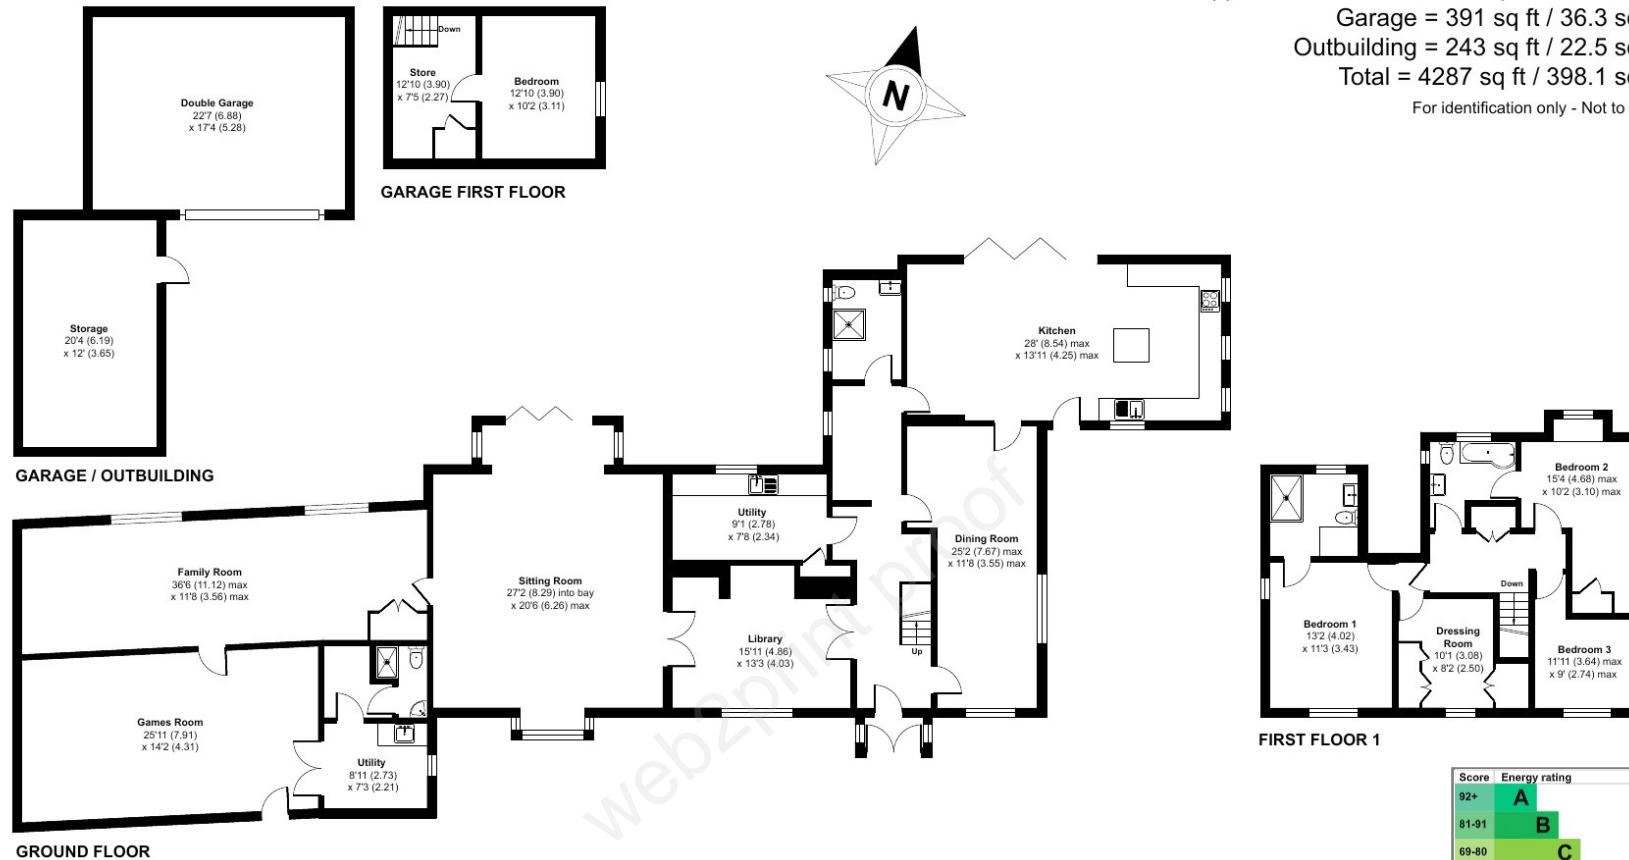 Garage = 391 sq ft / 36.3
Outbuilding = 243 sq ft / 22.5
Total = 4287 sq ft / 398.1
For identification only - Not to
Double Garage
22'7 (6.88)
x 17'4 (5.28)
Store
12'10 (3.90)
x 7'5 (2.27)
Down
Bedroom
12'10 (3.90)
x 10'2 (3.11)
N
GARAGE FIRST FLOOR
Storage
20'4 (6.19)
x 12' (3.65)
GARAGE / OUTBUILDING
Kitchen
28' (8.54) max
x 13'11 (4.25) max
Utility
9'1 (2.78)
x 7'8 (2.34)
Dining Room
25'2 (7.67) max
x 11'8 (3.55) max
Family Room
36'6 (11.12) max
x 11'8 (3.56) max
Sitting Room
27'2 (8.29) into bay
x 20'6 (6.26) max
Library
15'11 (4.86)
x 13'3 (4.03)
Up
Games Room
25'11 (7.91)
x 14'2 (4.31)
Utility
8'11 (2.73)
x 7'3 (2.21)
GROUND FLOOR
Bedroom 2
15'4 (4.68) max
x 10'2 (3.10) max
Down
Bedroom 1
13'2 (4.02)
x 11'3 (3.43)
Dressing
Room
10'1 (3.08)
x 8'2 (2.50)
Bedroom 3
11'11 (3.64) max
x 9' (2.74) max
FIRST FLOOR 1
Score Energy rating
92+ A
81-91 B
69-80 C
web2print proof